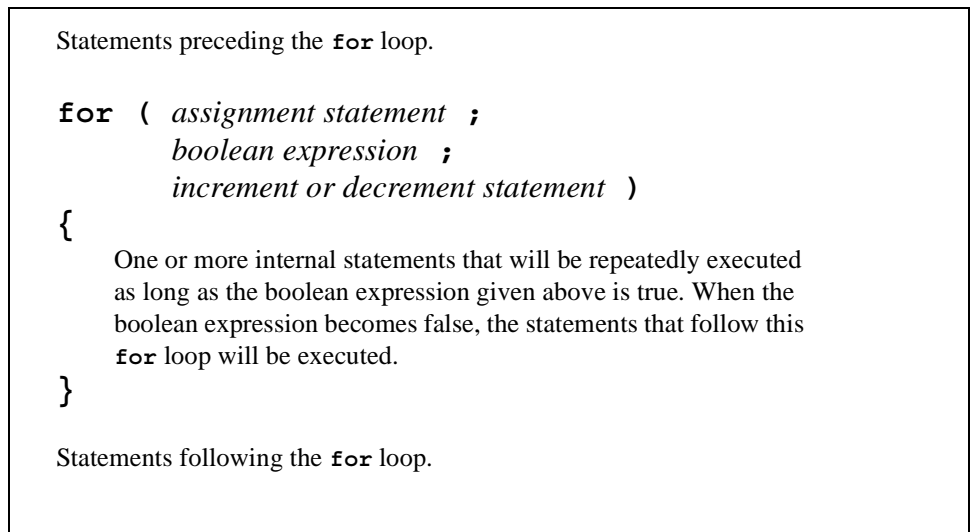 Statements preceding the for loop.
for ( assignment statement ;
boolean expression ;
increment or decrement statement )
{
One or more internal statements that will be repeatedly executed
as long as the boolean expression given above is true. When the
boolean expression becomes false, the statements that follow this
for loop will be executed.
}
Statements following the for loop.